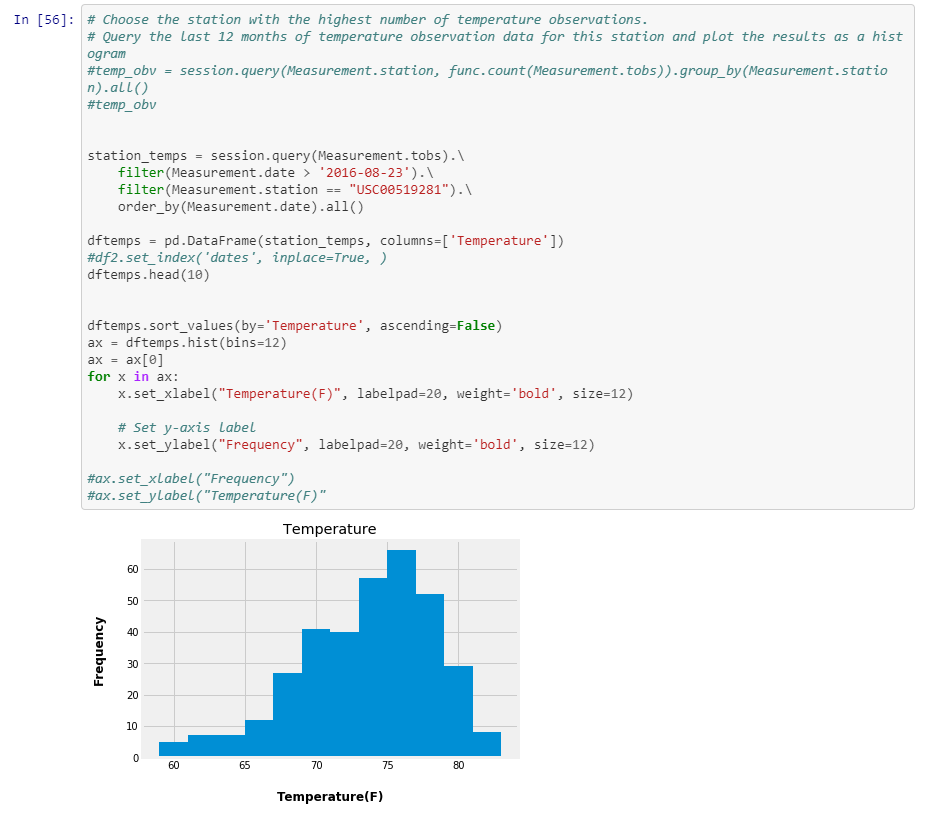 In [56]: # Choose the station with the highest number of temperature observations.
# Query the last 12 months of temperature observation data for this station and plot the results as a hist
ogram
#temp_obv = session.query(Measurement.station, func.count(Measurement.tobs)).group_by(Measurement.statio
n).all()
#temp_obv
station_temps = session.query(Measurement.tobs).\
    filter(Measurement.date > '2016-08-23').\
    filter(Measurement.station == "USC00519281").\
    order_by(Measurement.date).all()
dftemps = pd.DataFrame(station_temps, columns=['Temperature'])
#df2.set_index('dates', inplace=True, )
dftemps.head(10)
dftemps.sort_values(by='Temperature', ascending=False)
ax = dftemps.hist(bins=12)
ax = ax[0]
for x in ax:
    x.set_xlabel("Temperature(F)", labelpad=20, weight='bold', size=12)
    # Set y-axis label
    x.set_ylabel("Frequency", labelpad=20, weight='bold', size=12)
#ax.set_xlabel("Frequency")
#ax.set_ylabel("Temperature(F)"
Temperature
60
50
40
30
20
10
0
Frequency
60 65 70 75 80
Temperature(F)